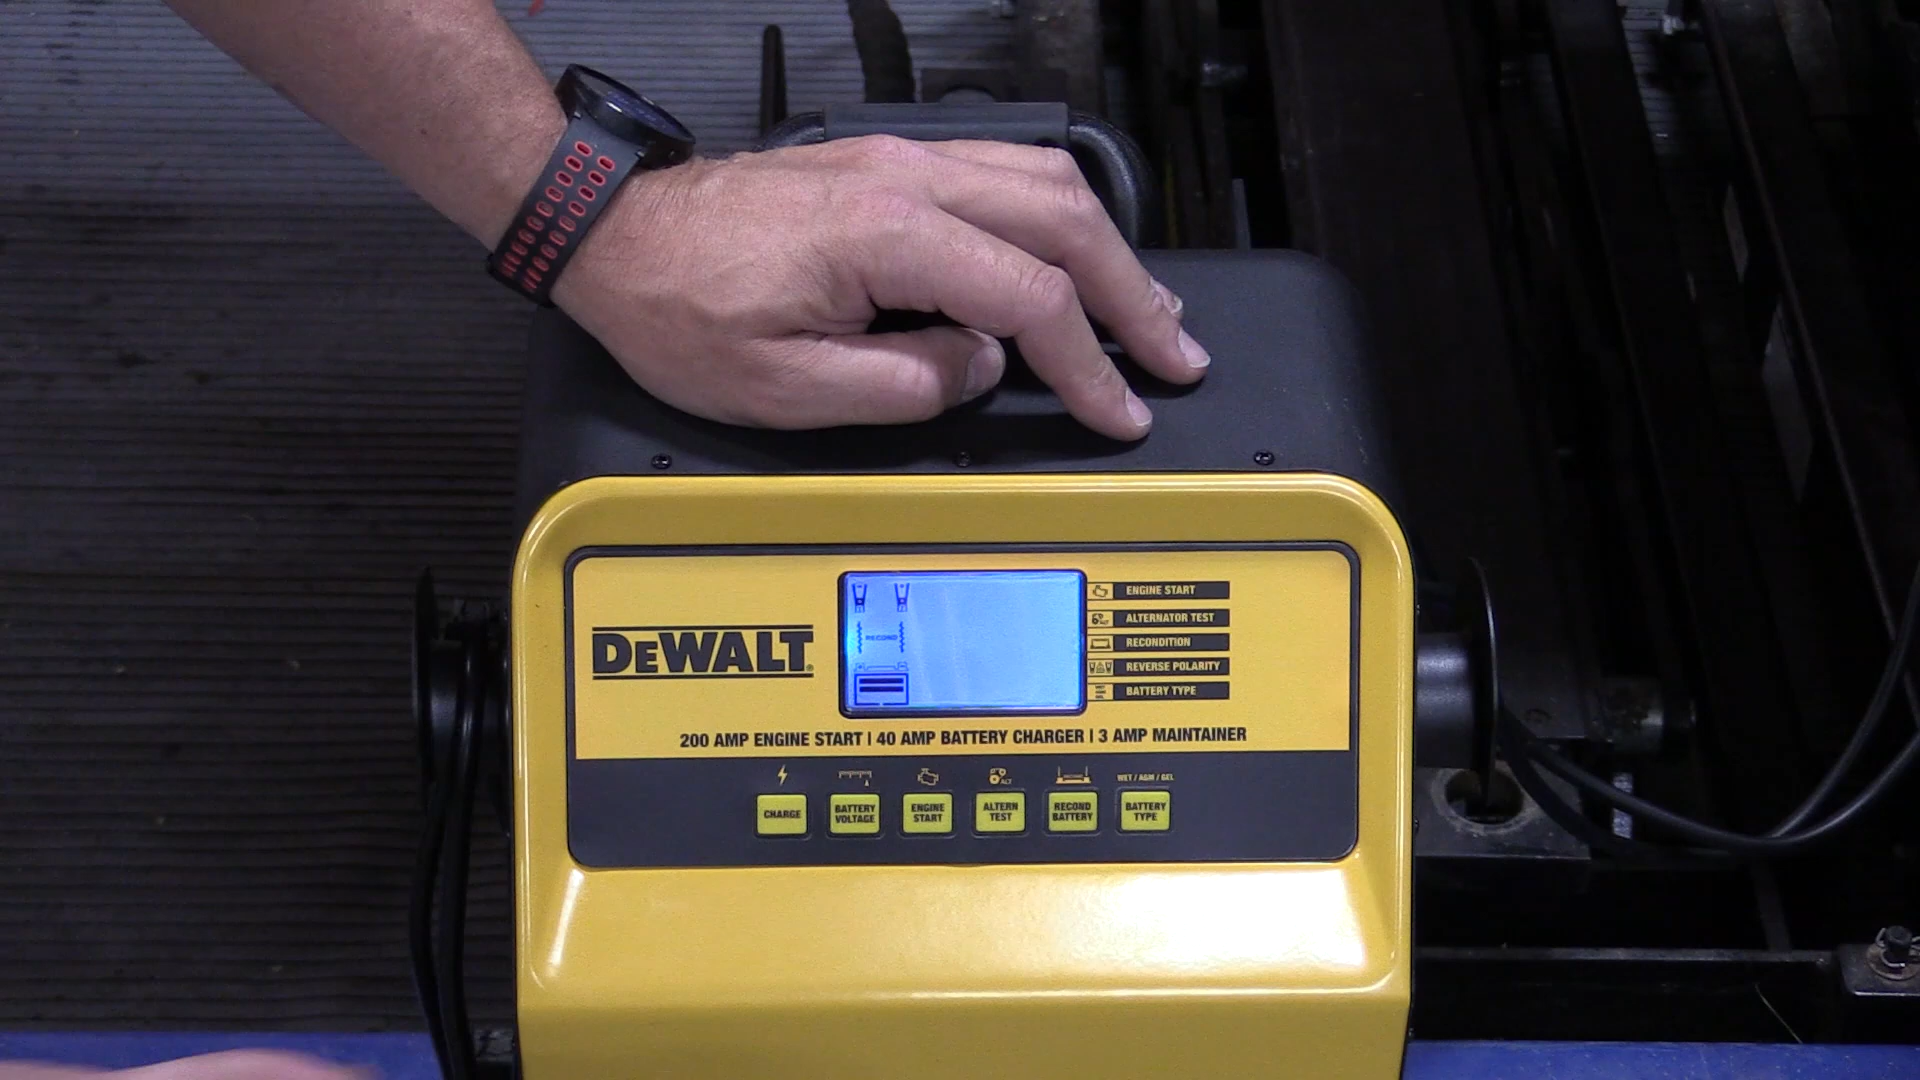 ENGINE START
ALTERNATOR TEST
RECONDITION
REVERSE POLARITY
BATTERY TYPE
RECOND
DEWALT®
200 AMP ENGINE START | 40 AMP BATTERY CHARGER | 3 AMP MAINTAINER
ALT
WET / AGM / GEL
CHARGE
BATTERY VOLTAGE
ENGINE START
ALTERN TEST
RECOND BATTERY
BATTERY TYPE